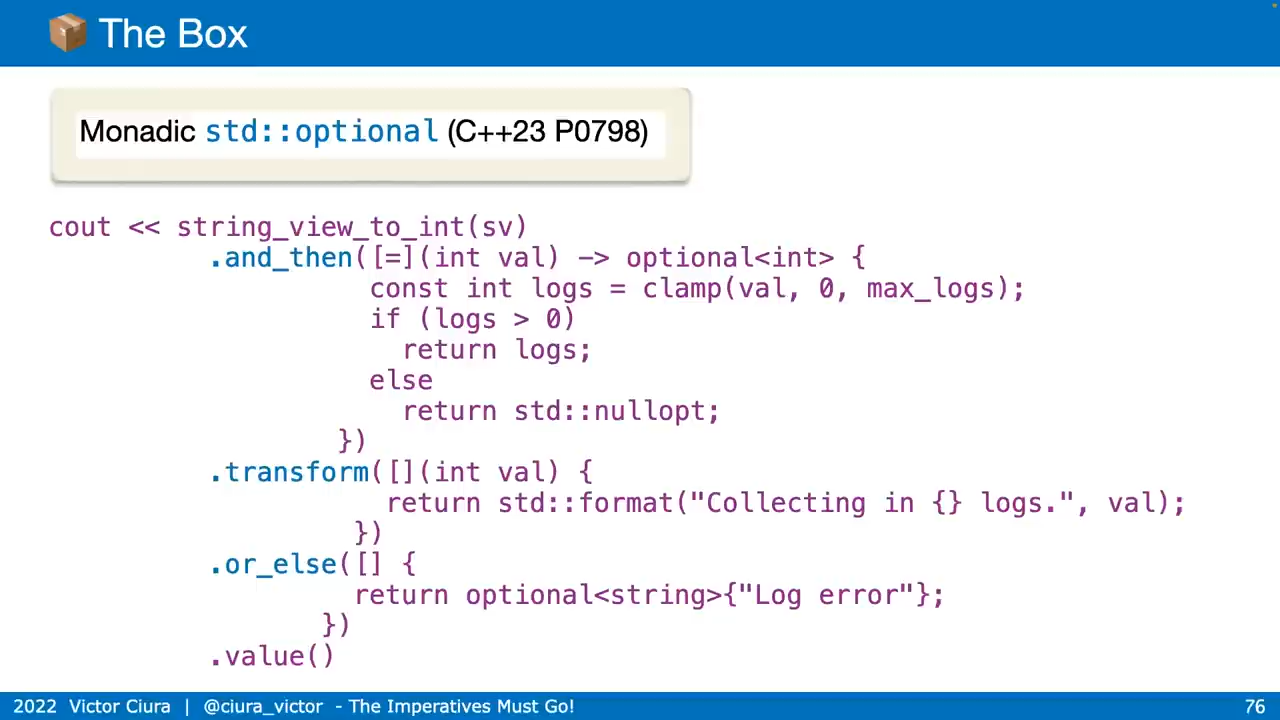 The Box
Monadic std::optional (C++23 P0798)
cout << string_view_to_int(sv)
.and_then([=](int val) -> optional<int> {
const int logs = clamp(val, 0, max_logs);
if (logs > 0)
return logs;
else
return std::nullopt;
})
.transform([](int val) {
return std::format("Collecting in {} logs.", val);
})
.or_else([] {
return optional<string>{"Log error"};
})
.value()
2022 Victor Ciura | @ciura_victor - The Imperatives Must Go! 76